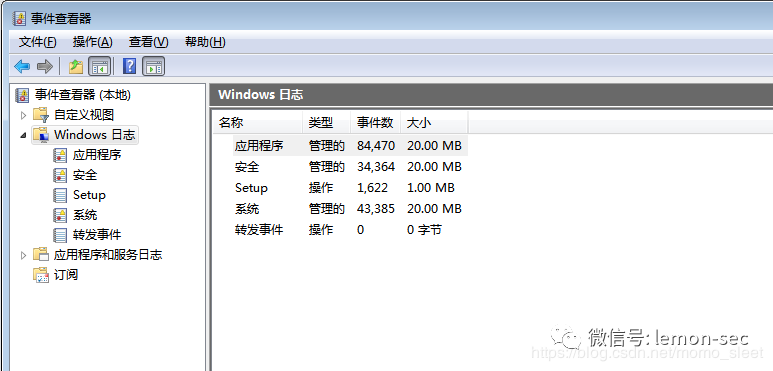 事件查看器
文件(F) 操作(A) 查看(V) 帮助(H)
事件查看器 (本地)
自定义视图
Windows 日志
应用程序
安全
Setup
系统
转发事件
应用程序和服务日志
订阅
Windows 日志
名称 类型 事件数 大小
应用程序 管理的 84,470 20.00 MB
安全 管理的 34,364 20.00 MB
Setup 操作 1,622 1.00 MB
系统 管理的 43,385 20.00 MB
转发事件 操作 0 0 字节
微信号: lemon-sec
https://blog.csdn.net/momo_sleet